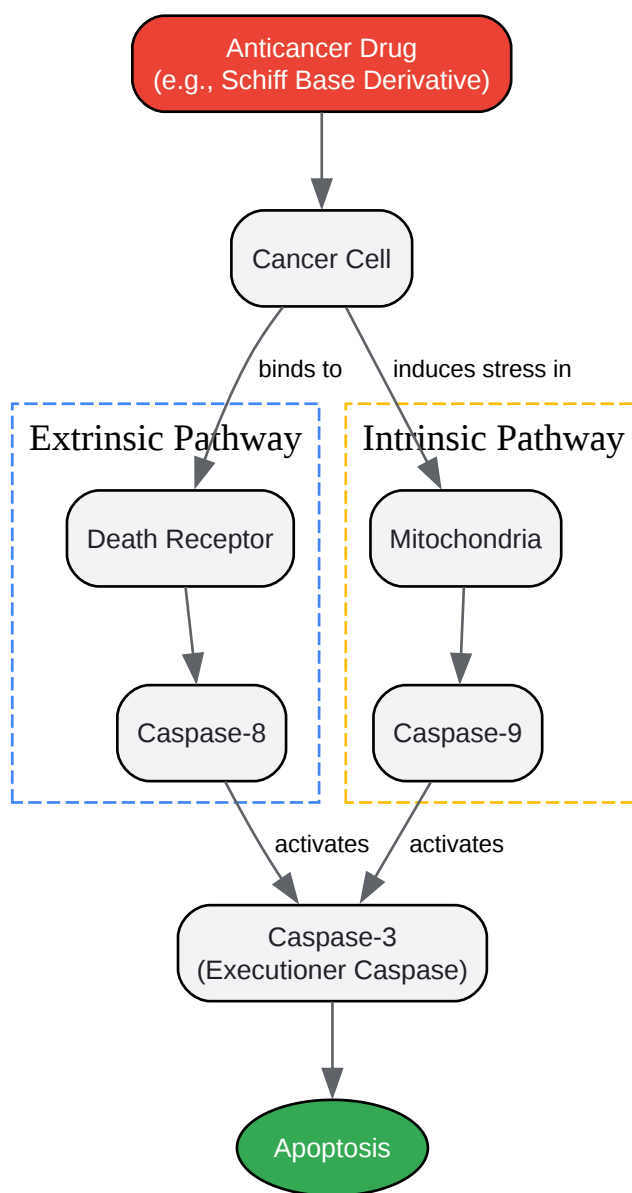 Anticancer Drug
(e.g., Schiff Base Derivative)
Cancer Cell
binds to
induces stress in
Extrinsic Pathway
Intrinsic Pathway
Death Receptor
Mitochondria
Caspase-8
Caspase-9
activates
activates
Caspase-3
(Executioner Caspase)
Apoptosis